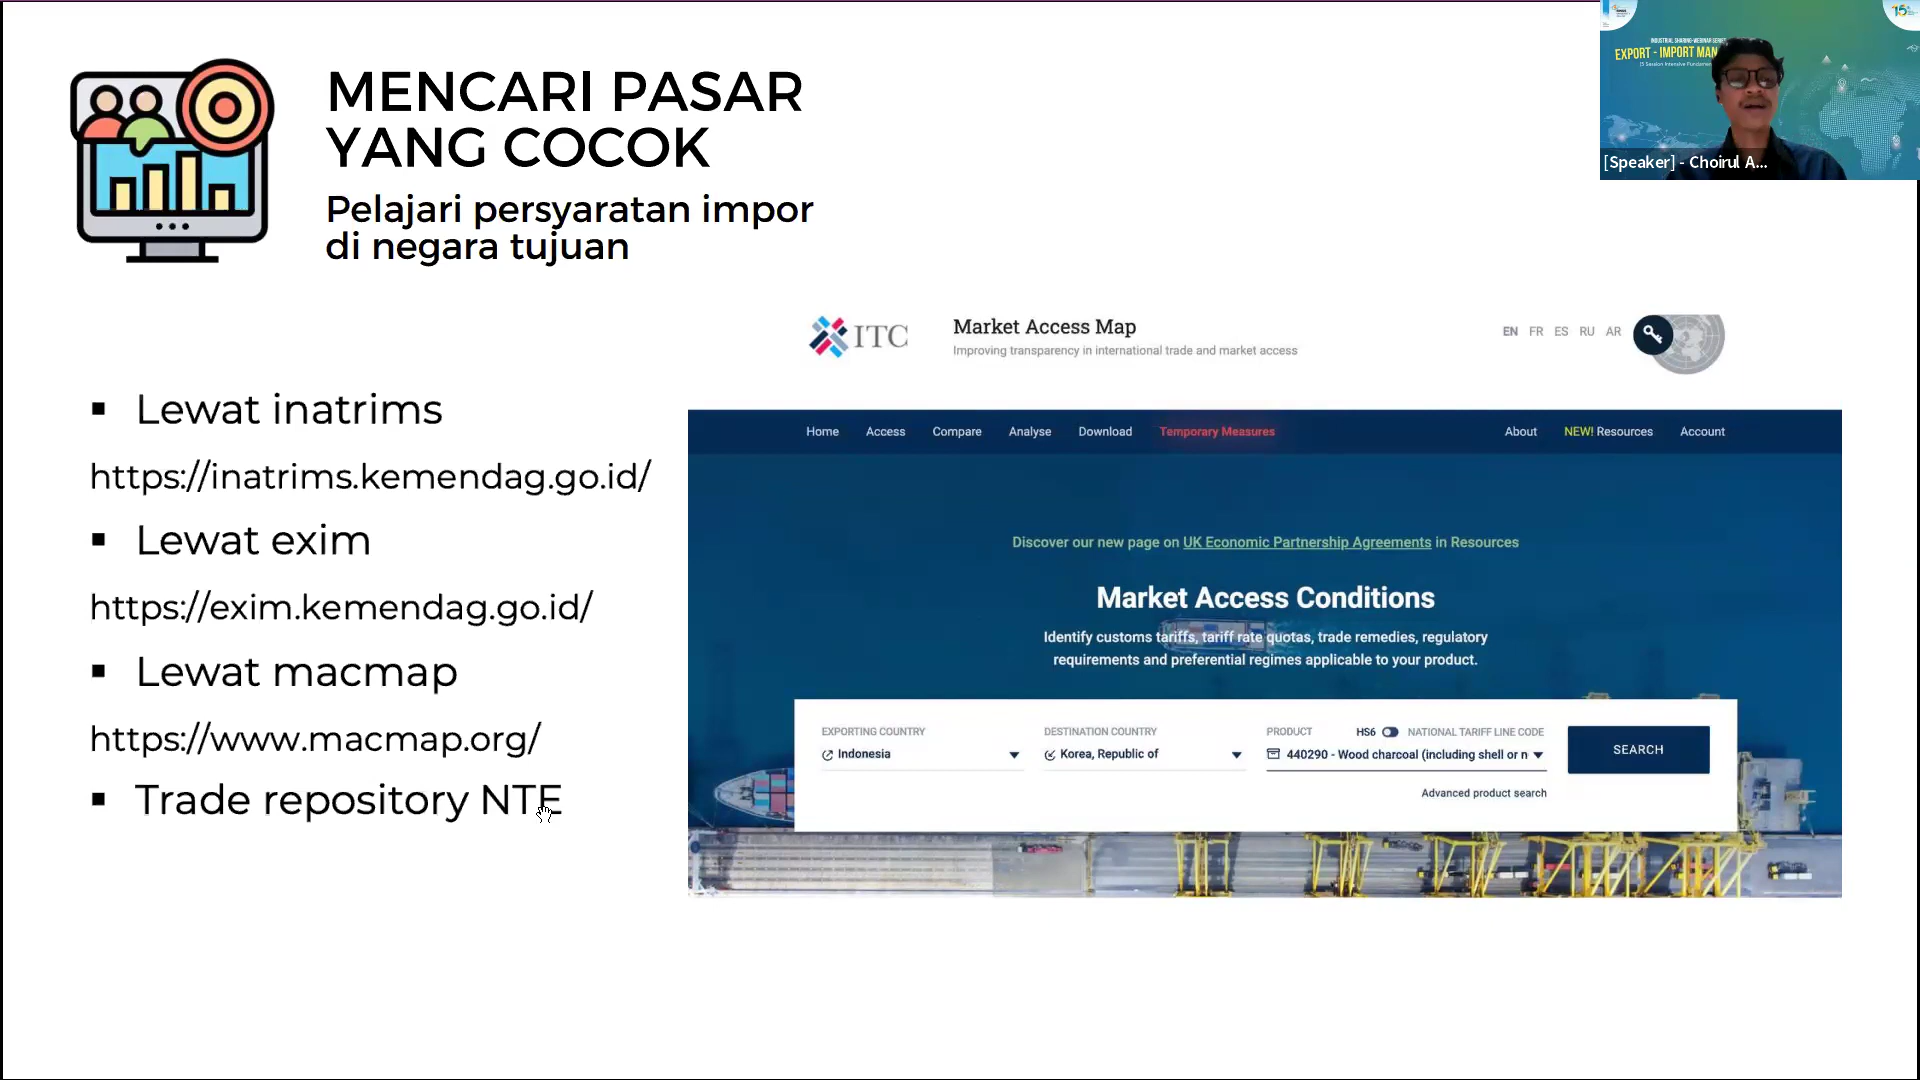 MENCARI PASAR
YANG COCOK
Pelajari persyaratan impor
di negara tujuan
INDUSTRIAL SHARING-WEBINAR SERIES
EXPORT - IMPORT MAN
[Speaker] - Choirul A...
▪ Lewat inatrims
https://inatrims.kemendag.go.id/
▪ Lewat exim
https://exim.kemendag.go.id/
▪ Lewat macmap
https://www.macmap.org/
▪ Trade repository NTE
ITC
Market Access Map
Improving transparency in international trade and market access
EN FR ES RU AR
Home Access Compare Analyse Download Temporary Measures About NEW! Resources Account
Discover our new page on UK Economic Partnership Agreements in Resources
Market Access Conditions
Identify customs tariffs, tariff rate quotas, trade remedies, regulatory
requirements and preferential regimes applicable to your product.
EXPORTING COUNTRY DESTINATION COUNTRY PRODUCT HS6 NATIONAL TARIFF LINE CODE
Indonesia Korea, Republic of 440290 - Wood charcoal (including shell or n SEARCH
Advanced product search